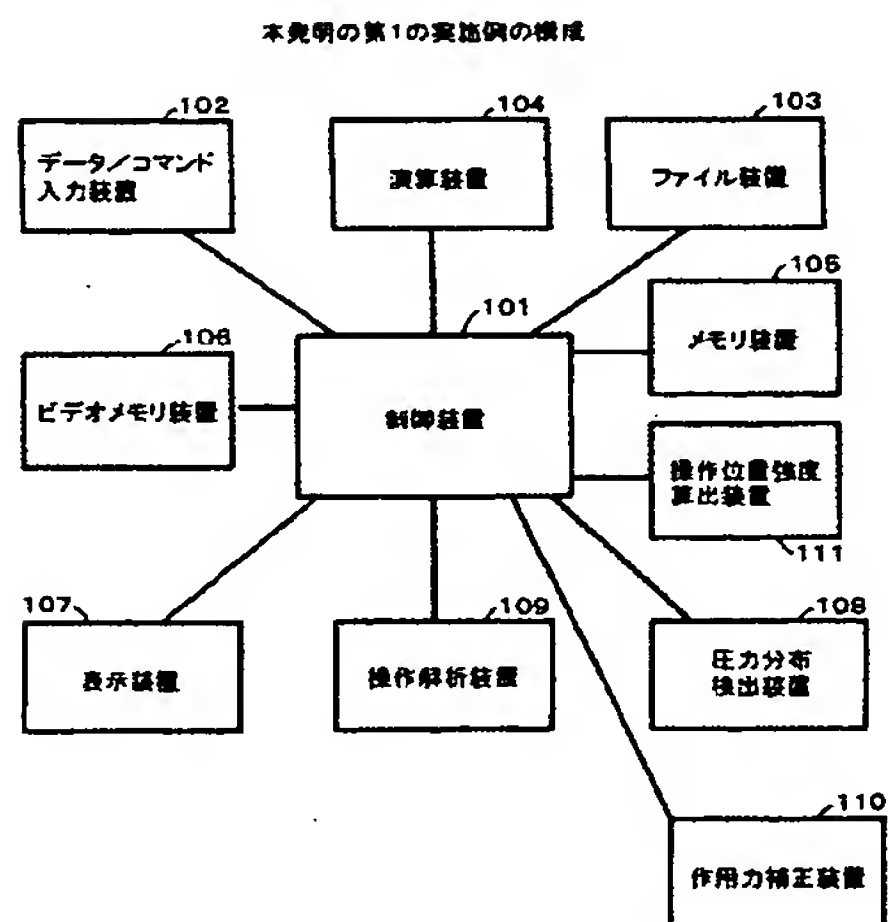 本発明の第1の実施例の構成
102
データ/コマンド
入力装置
104
演算装置
103
ファイル装置
105
メモリ装置
101
制御装置
106
ビデオメモリ装置
操作位置強度
算出装置
111
107
表示装置
109
操作解析装置
108
圧力分布
検出装置
110
作用力補正装置